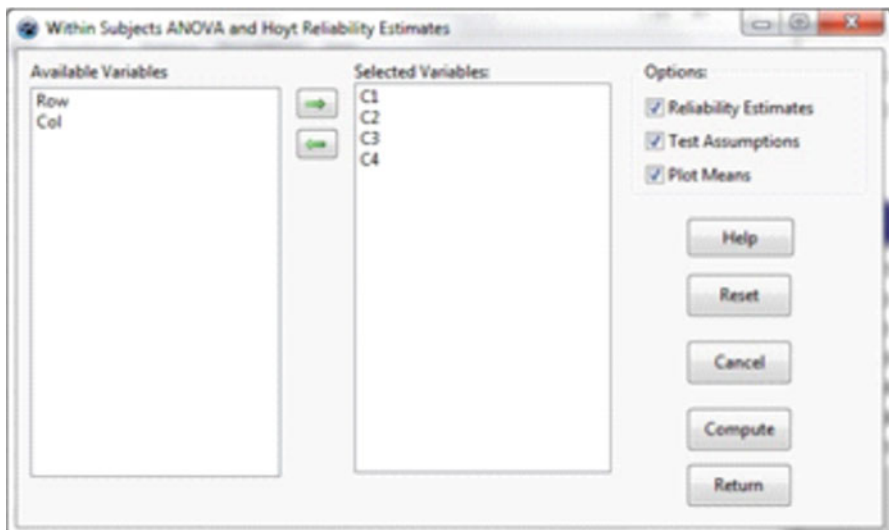 Within Subjects ANOVA and Hoyt Reliability Estimates
Available Variables
Row
Col
Selected Variables:
C1
C2
C3
C4
Options:
Reliability Estimates
Test Assumptions
Plot Means
Help
Reset
Cancel
Compute
Return